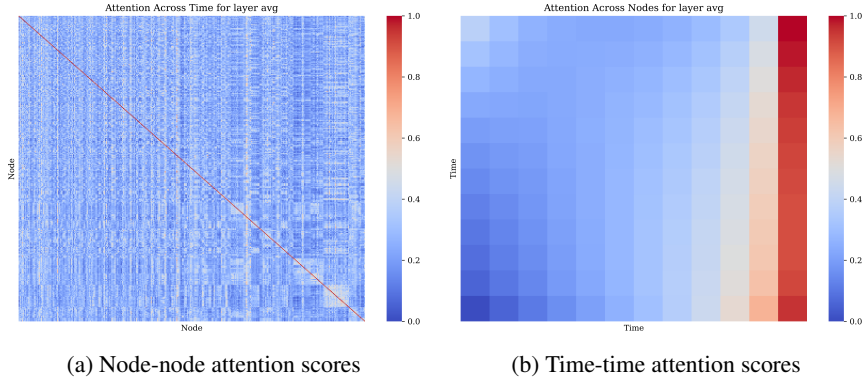 Attention Across Time for layer avg
Node
Node
1.0
0.8
0.6
0.4
0.2
0.0
(a) Node-node attention scores
Attention Across Nodes for layer avg
Time
Time
1.0
0.8
0.6
0.4
0.2
0.0
(b) Time-time attention scores